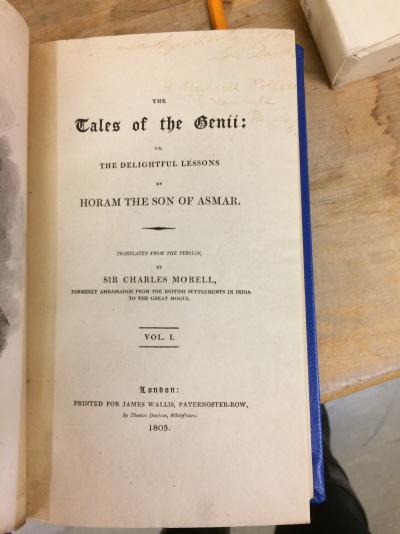 THE
Tales of the Genii:
OR,
THE DELIGHTFUL LESSONS
OF
HORAM THE SON OF ASMAR.
TRANSLATED FROM THE PERSIAN,
BY
SIR CHARLES MORELL,
FORMERLY AMBASSADOR FROM THE BRITISH SETTLEMENTS IN INDIA
TO THE GREAT MOGUL.
VOL. I.
London:
PRINTED FOR JAMES WALLIS, PATERNOSTER-ROW,
By Thomas Davison, Whitefriars.
1805.